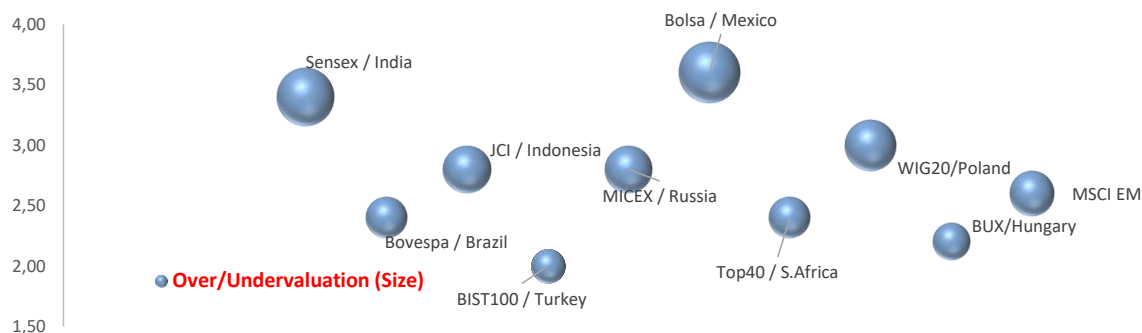 4,00
Bolsa / Mexico
3,50
Sensex / India
3,00
JCI / Indonesia
WIG20/Poland
MICEX / Russia
2,50
MSCI EM
BUX/Hungary
Bovespa / Brazil
2,00
Over/Undervaluation (Size)
Top40 / S.Africa
BIST100 / Turkey
1,50